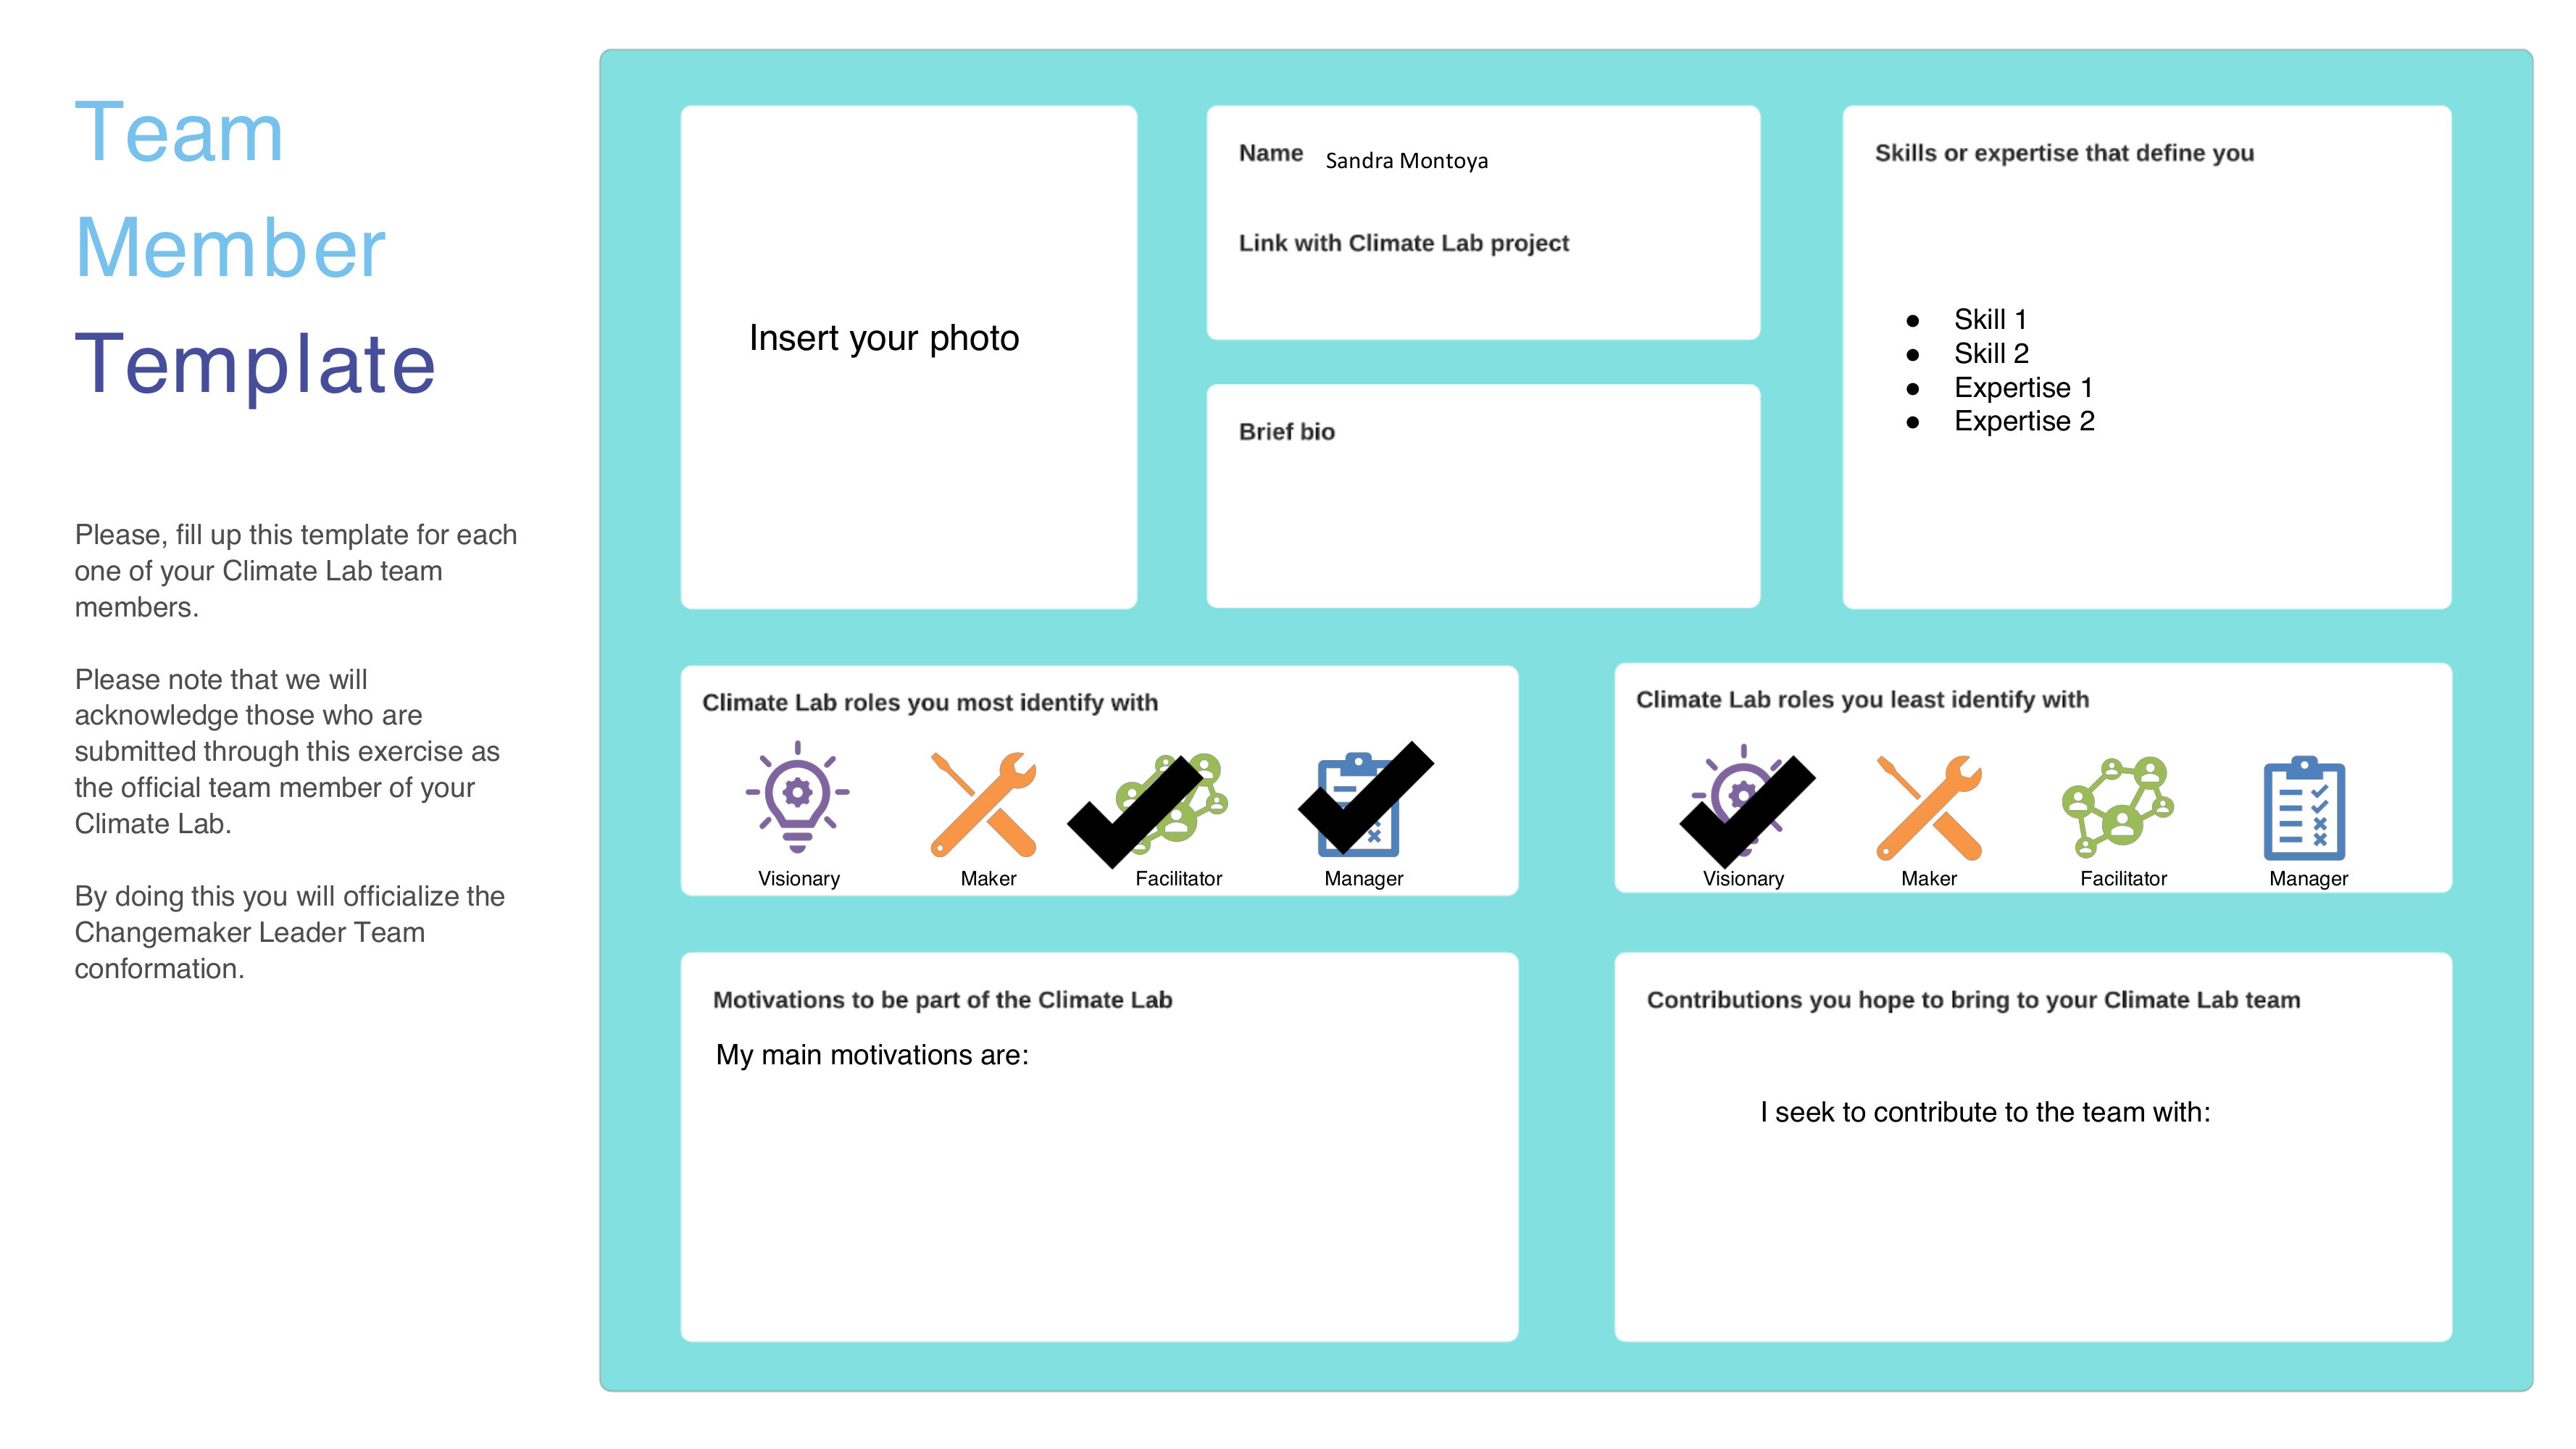 Team
Member
Template
Please, fill up this template for each
one of your Climate Lab team
members.
Please note that we will
acknowledge those who are
submitted through this exercise as
the official team member of your
Climate Lab.
By doing this you will officialize the
Changemaker Leader Team
conformation.
Insert your photo
Name Sandra Montoya
Link with Climate Lab project
Brief bio
Skills or expertise that define you
● Skill 1
● Skill 2
● Expertise 1
● Expertise 2
Climate Lab roles you most identify with
Visionary Maker Facilitator Manager
Climate Lab roles you least identify with
Visionary Maker Facilitator Manager
Motivations to be part of the Climate Lab
My main motivations are:
Contributions you hope to bring to your Climate Lab team
I seek to contribute to the team with: